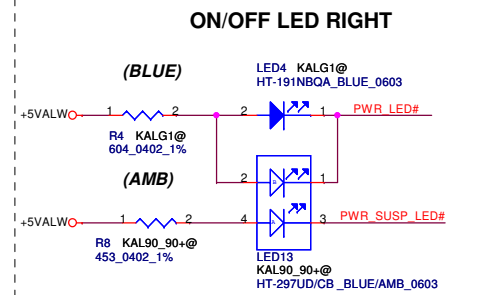 ON/OFF LED RIGHT
(BLUE)
LED4 KALG1@
HT-191NBQA_BLUE_0603
+5VALW
1
2
2
1
PWR_LED#
R4 KALG1@
604_0402_1%
(AMB)
2
B
1
+5VALW
1
2
4
A
3
PWR_SUSP_LED#
R8 KAL90_90+@
453_0402_1%
LED13
KAL90_90+@
HT-297UD/CB _BLUE/AMB_0603